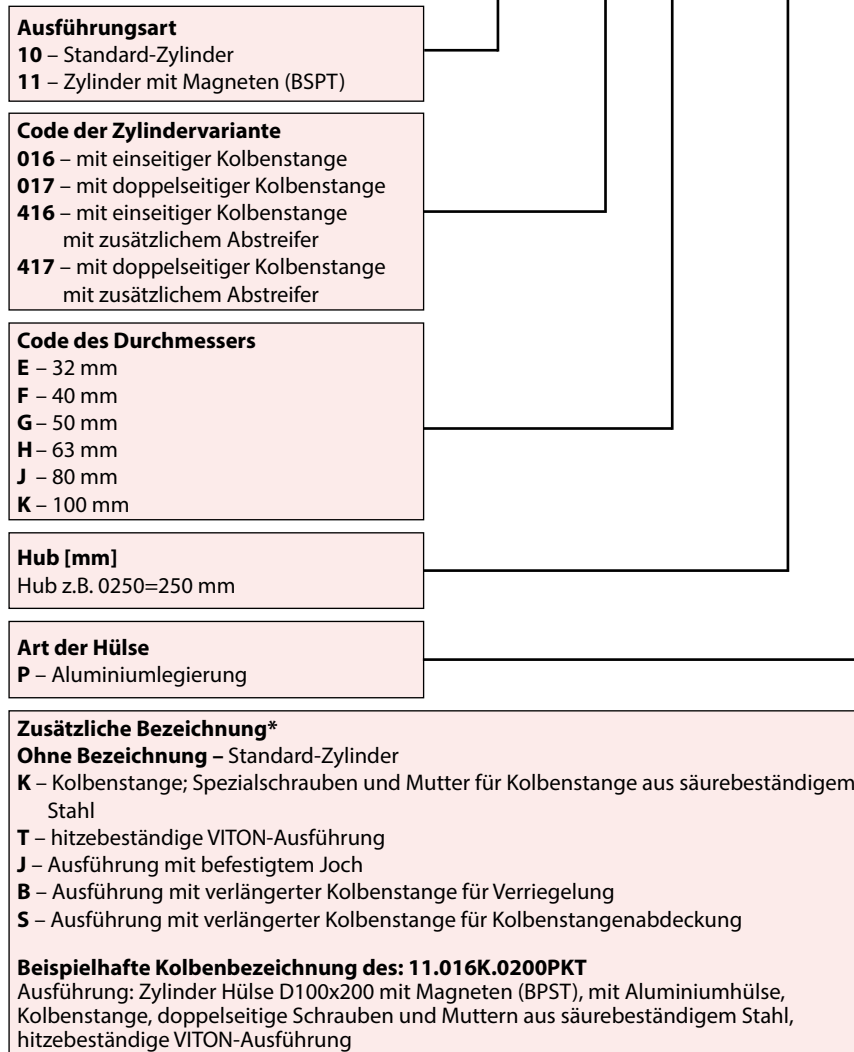 Ausführungsart
10 – Standard-Zylinder
11 – Zylinder mit Magneten (BSPT)
Code der Zylindervariante
016 – mit einseitiger Kolbenstange
017 – mit doppelseitiger Kolbenstange
416 – mit einseitiger Kolbenstange
mit zusätzlichem Abstreifer
417 – mit doppelseitiger Kolbenstange
mit zusätzlichem Abstreifer
Code des Durchmessers
E – 32 mm
F – 40 mm
G – 50 mm
H – 63 mm
J – 80 mm
K – 100 mm
Hub [mm]
Hub z.B. 0250=250 mm
Art der Hülse
P – Aluminiumlegierung
Zusätzliche Bezeichnung*
Ohne Bezeichnung – Standard-Zylinder
K – Kolbenstange; Spezialschrauben und Mutter für Kolbenstange aus säurebeständigem
Stahl
T – hitzebeständige VITON-Ausführung
J – Ausführung mit befestigtem Joch
B – Ausführung mit verlängerter Kolbenstange für Verriegelung
S – Ausführung mit verlängerter Kolbenstange für Kolbenstangenabdeckung
Beispielhafte Kolbenbezeichnung des: 11.016K.0200PKT
Ausführung: Zylinder Hülse D100x200 mit Magneten (BPST), mit Aluminiumhülse,
Kolbenstange, doppelseitige Schrauben und Muttern aus säurebeständigem Stahl,
hitzebeständige VITON-Ausführung